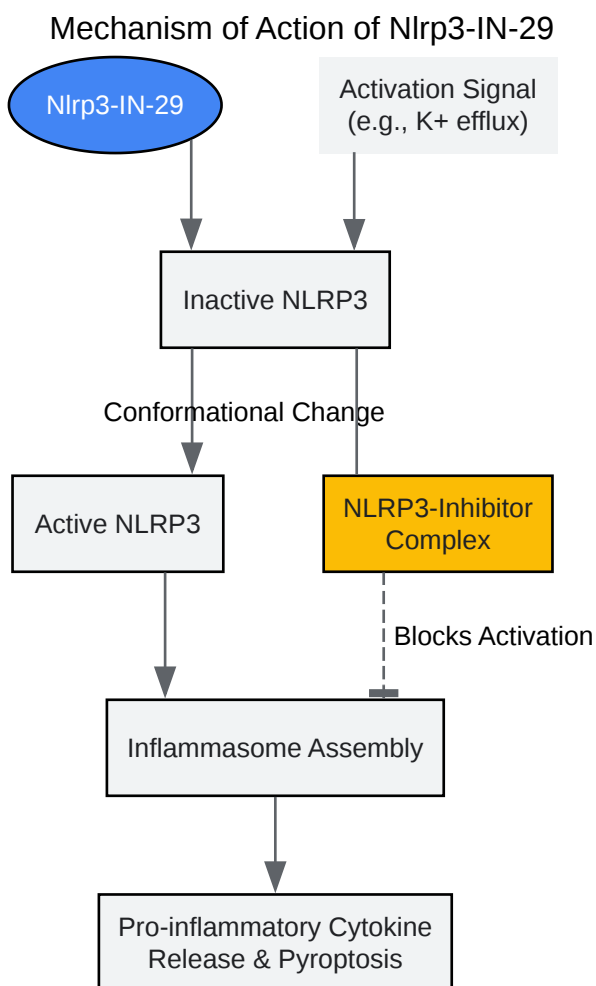 Mechanism of Action of Nlrp3-IN-29
Nlrp3-IN-29
Activation Signal
(e.g., K+ efflux)
Inactive NLRP3
Conformational Change
Active NLRP3
NLRP3-Inhibitor
Complex
Blocks Activation
Inflammasome Assembly
Pro-inflammatory Cytokine
Release & Pyroptosis